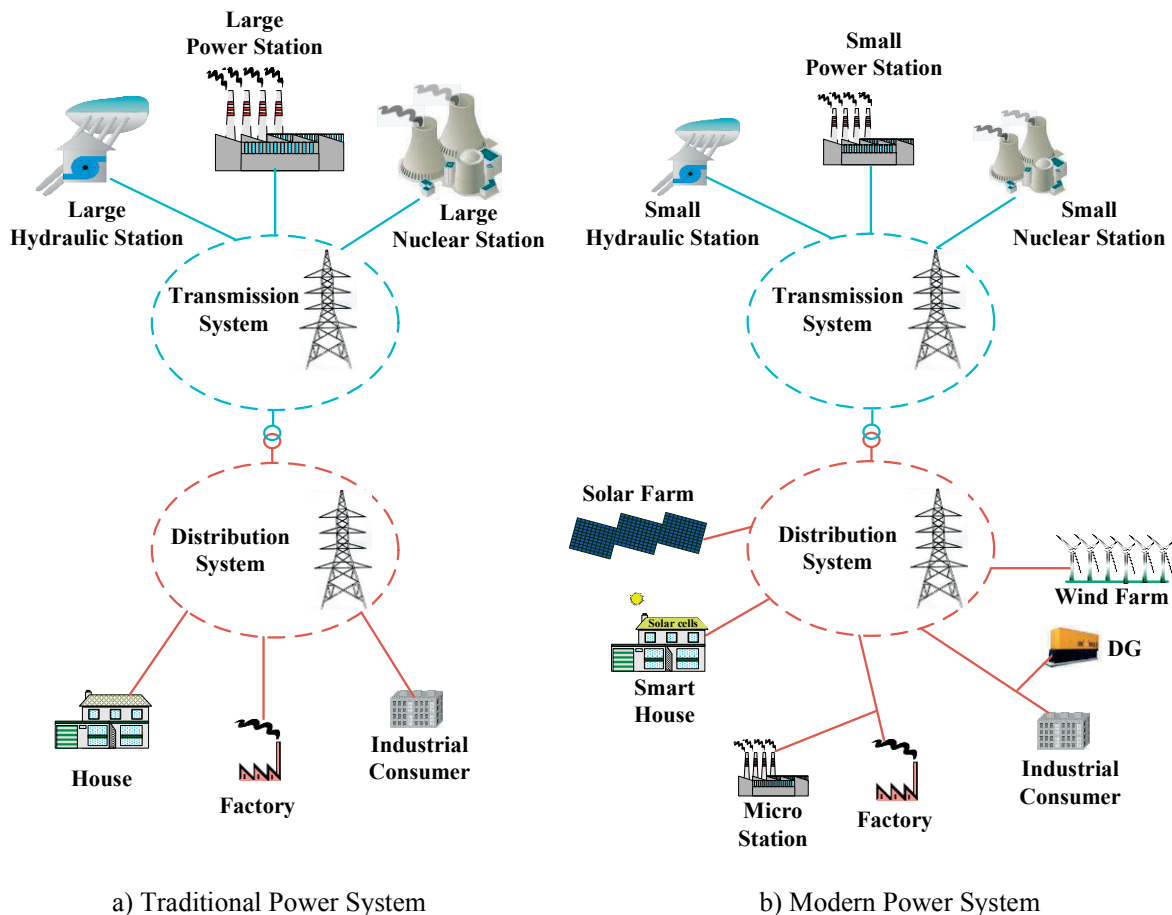 Large
Power Station
Large
Hydraulic Station
Large
Nuclear Station
Transmission
System
Distribution
System
House
Factory
Industrial
Consumer
a) Traditional Power System
Small
Power Station
Small
Hydraulic Station
Small
Nuclear Station
Transmission
System
Solar Farm
Distribution
System
Wind Farm
Solar cells
Smart
House
DG
Micro
Station
Factory
Industrial
Consumer
b) Modern Power System